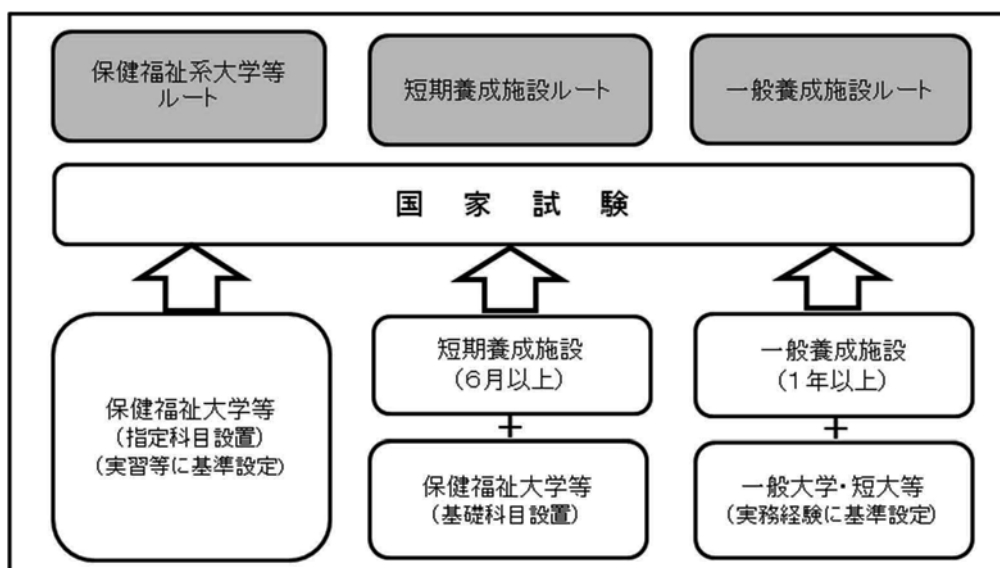 保健福祉系大学等
ルート
短期養成施設ルート
一般養成施設ルート
国家試験
保健福祉大学等
(指定科目設置)
(実習等に基準設定)
短期養成施設
(6月以上)
+
保健福祉大学等
(基礎科目設置)
一般養成施設
(1年以上)
+
一般大学・短大等
(実務経験に基準設定)